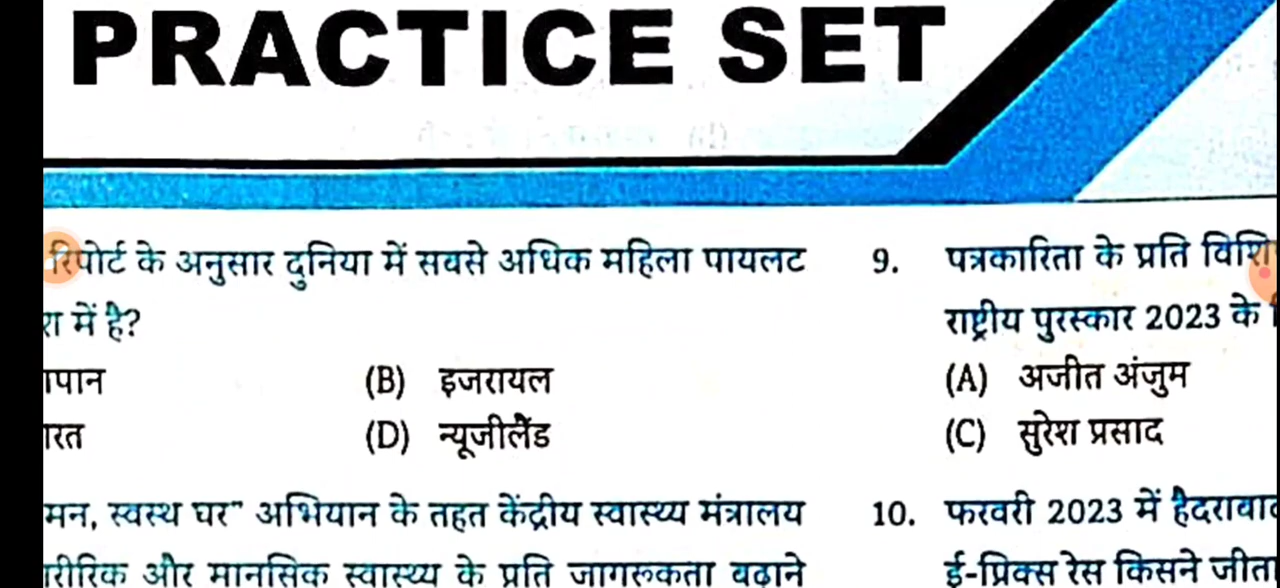 PRACTICE SET
रिपोर्ट के अनुसार दुनिया में सबसे अधिक महिला पायलट
में है?
(B) इजरायल
(D) न्यूजीलैंड
मन, स्वस्थ घर” अभियान के तहत केंद्रीय स्वास्थ्य मंत्रालय
और मानसिक स्वास्थ्य के प्रति जागरूकता बढ़ाने
9. पत्रकारिता के प्रति
राष्ट्रीय पुरस्कार 2023 के
(A) अजीत अंजुम
(C) सुरेश प्रसाद
10. फरवरी 2023 में
ई-प्रिक्स रेस किसने जीता